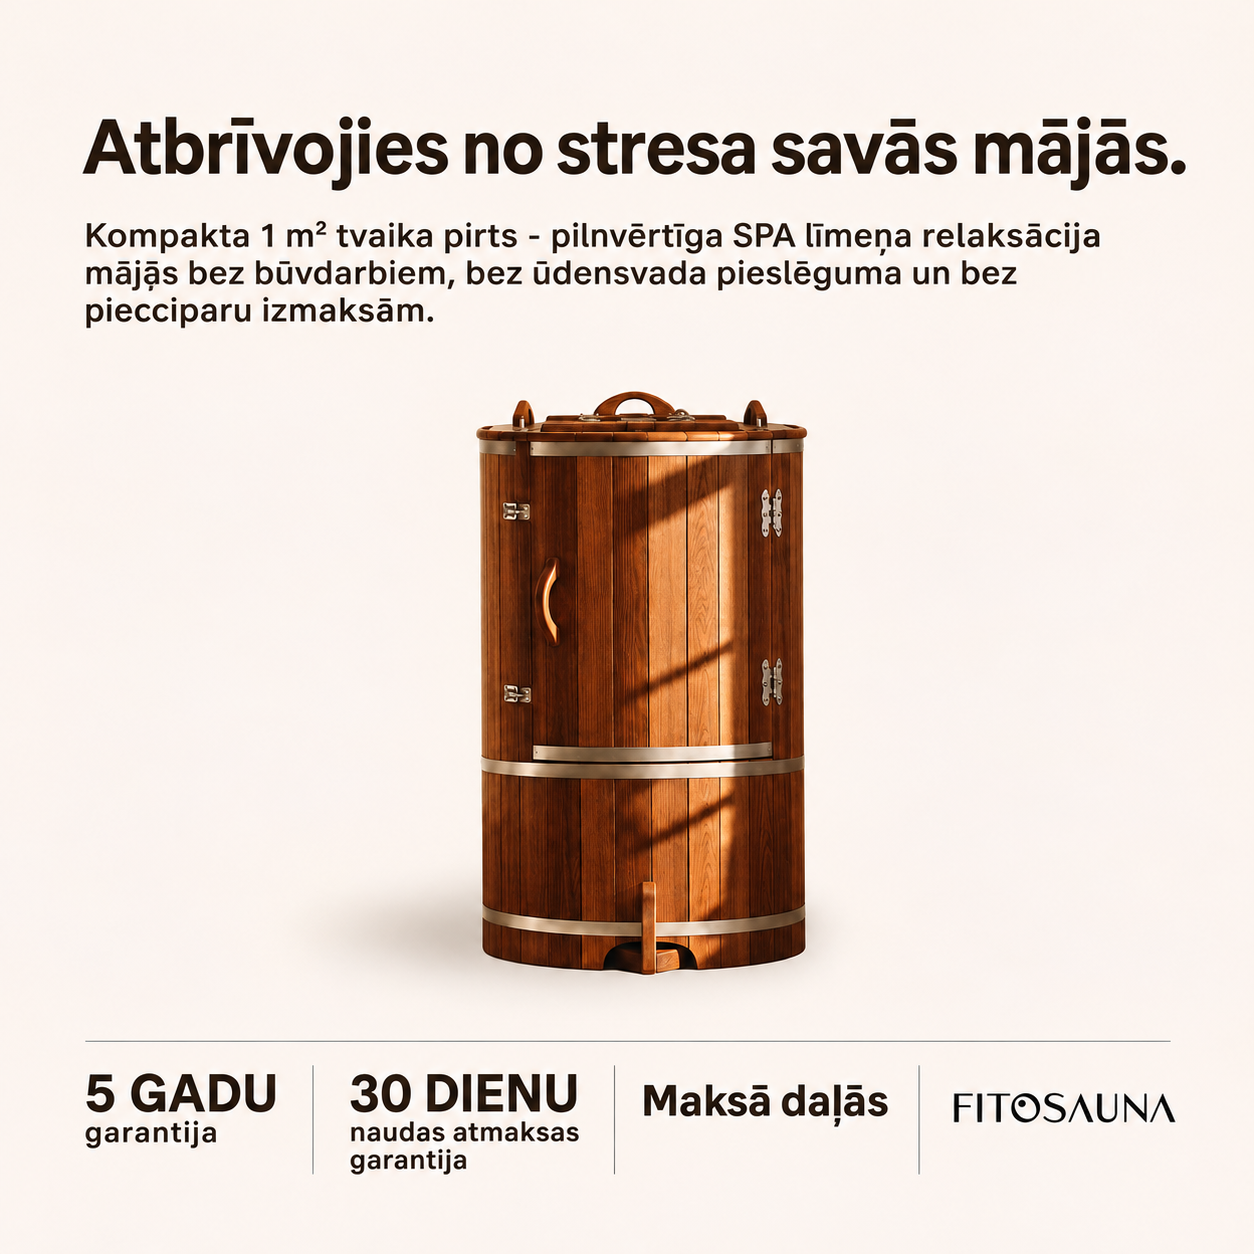 Atbrīvojies no stresa savās mājās.
Kompakta 1 m² tvaika pirts - pilnvērtīga SPA līmeņa relaksācija
mājās bez būvdarbiem, bez ūdensvada pieslēguma un bez
piecciparu izmaksām.
5 GADU
garantija
30 DIENU
naudas atmaksas
garantija
Maksā daļās
FITOSAUNA